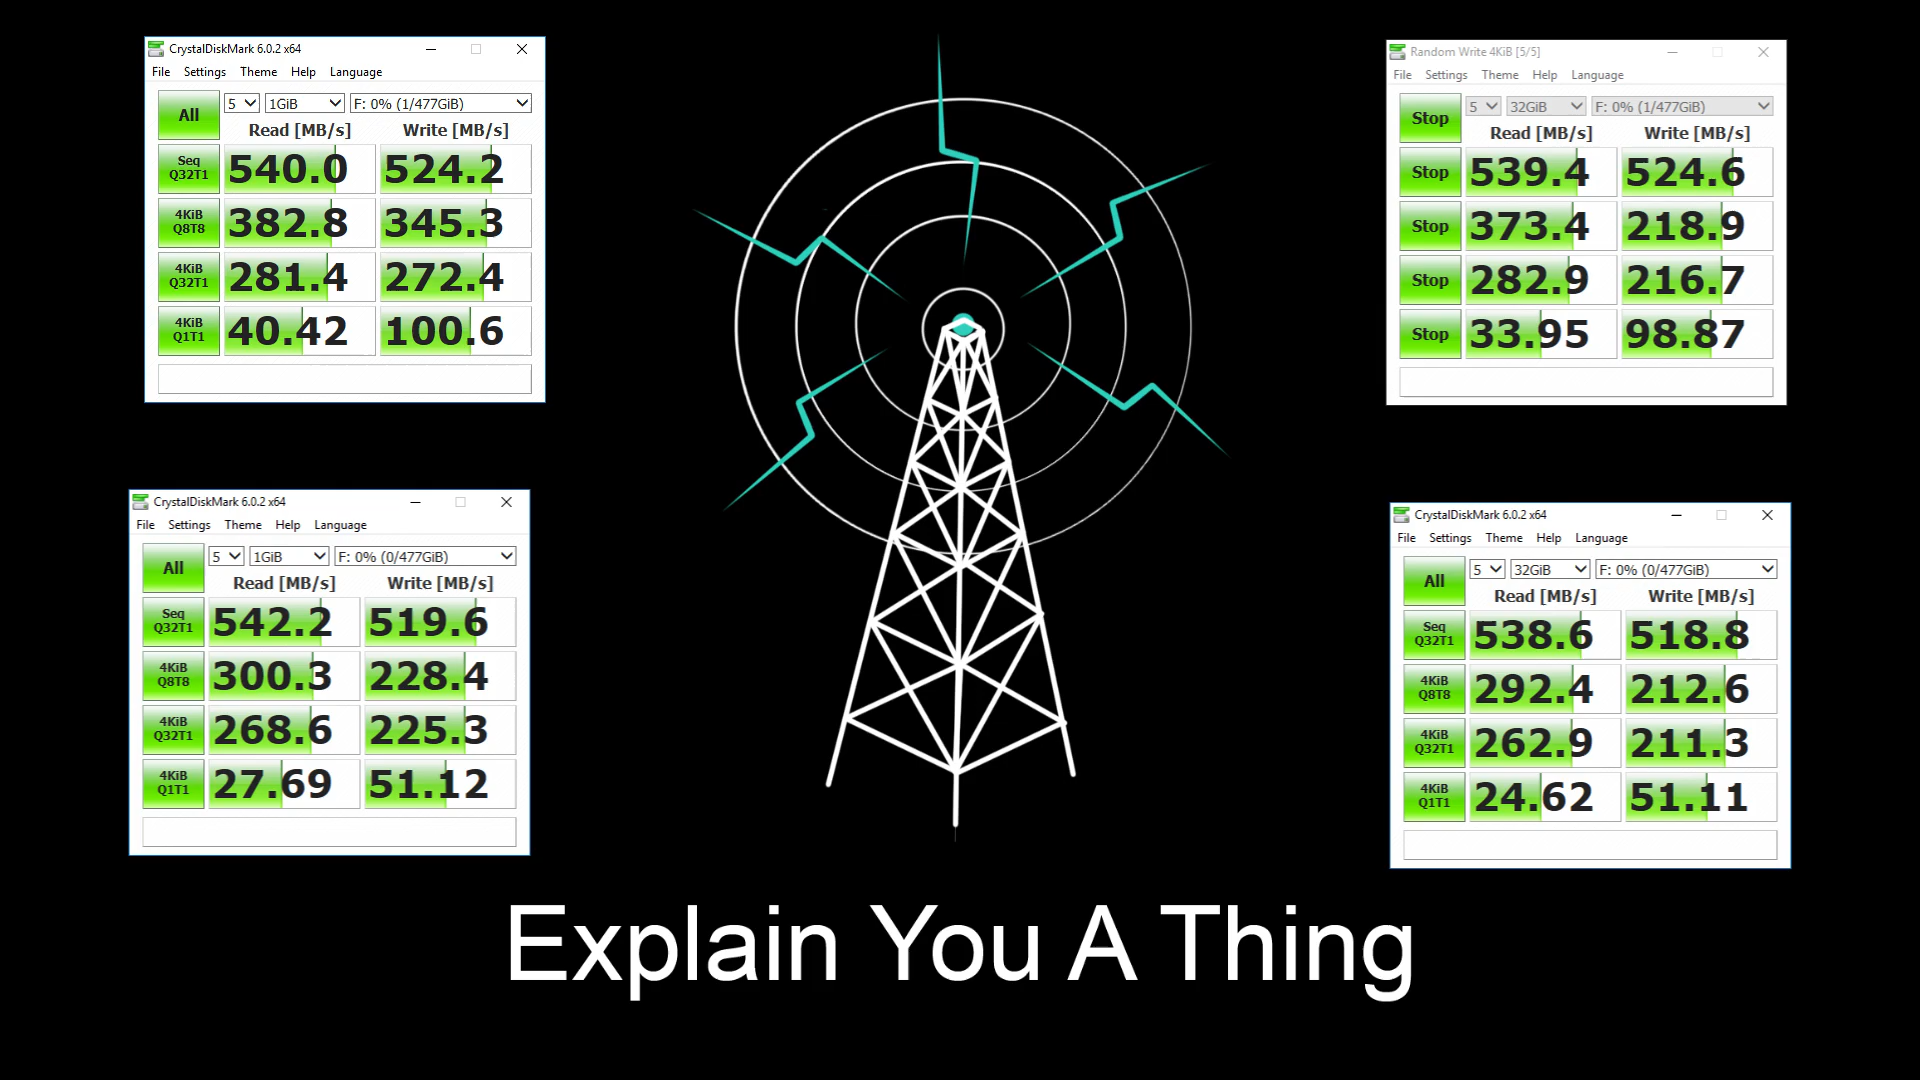 CrystalDiskMark 6.0.2 x64
File Settings Theme Help Language
All 5 1GiB F: 0% (1/477GiB)
Read [MB/s] Write [MB/s]
Seq Q32T1 540.0 524.2
4KiB Q8T8 382.8 345.3
4KiB Q32T1 281.4 272.4
4KiB Q1T1 40.42 100.6
Random Write 4KiB [5/5]
File Settings Theme Help Language
Stop 5 32GiB F: 0% (1/477GiB)
Read [MB/s] Write [MB/s]
Stop 539.4 524.6
Stop 373.4 218.9
Stop 282.9 216.7
Stop 33.95 98.87
CrystalDiskMark 6.0.2 x64
File Settings Theme Help Language
All 5 1GiB F: 0% (0/477GiB)
Read [MB/s] Write [MB/s]
Seq Q32T1 542.2 519.6
4KiB Q8T8 300.3 228.4
4KiB Q32T1 268.6 225.3
4KiB Q1T1 27.69 51.12
CrystalDiskMark 6.0.2 x64
File Settings Theme Help Language
All 5 32GiB F: 0% (0/477GiB)
Read [MB/s] Write [MB/s]
Seq Q32T1 538.6 518.8
4KiB Q8T8 292.4 212.6
4KiB Q32T1 262.9 211.3
4KiB Q1T1 24.62 51.11
Explain You A Thing